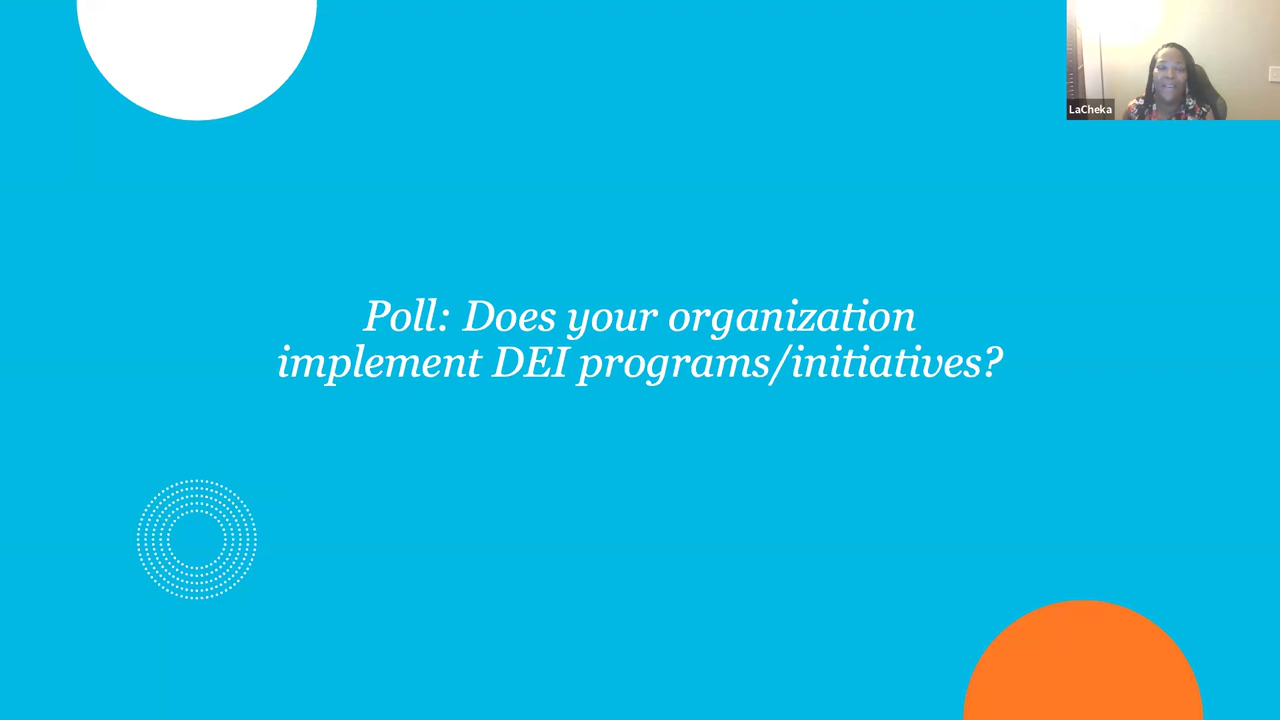 LaCheka
Poll: Does your organization
implement DEI programs/initiatives?